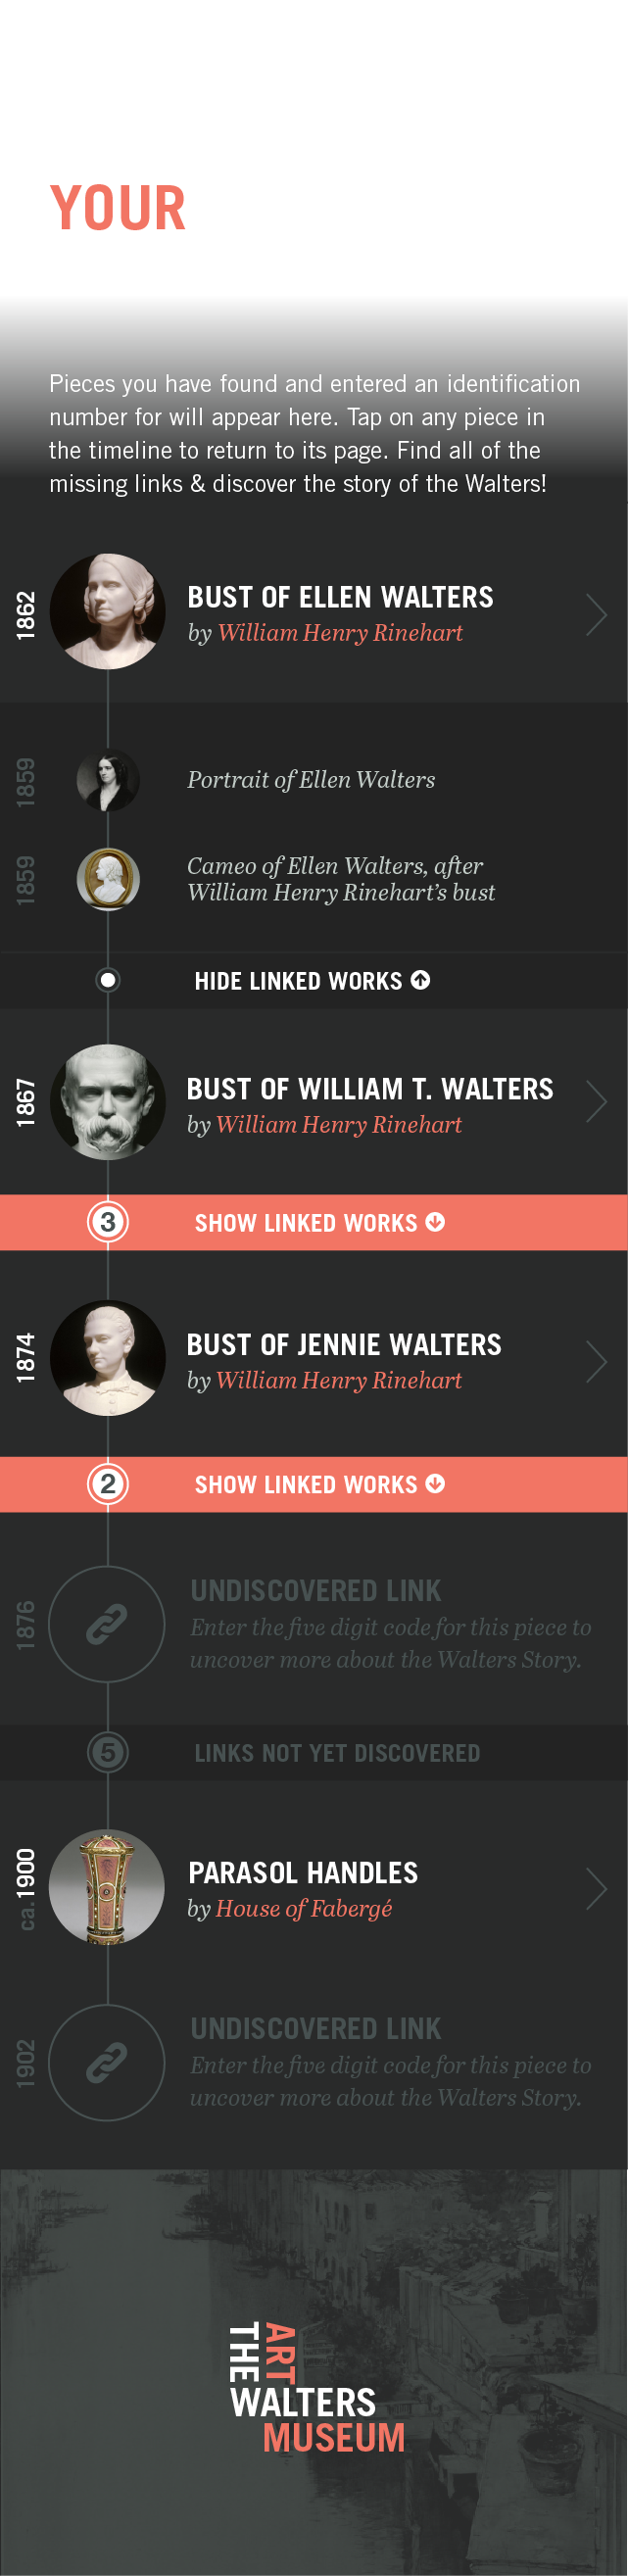 YOUR
Pieces you have found and entered an identification
number for will appear here. Tap on any piece in
the timeline to return to its page. Find all of the
missing links & discover the story of the Walters!
1862
BUST OF ELLEN WALTERS
by William Henry Rinehart
1859
Portrait of Ellen Walters
1859
Cameo of Ellen Walters, after
William Henry Rinehart’s bust
HIDE LINKED WORKS
1867
BUST OF WILLIAM T. WALTERS
by William Henry Rinehart
3
SHOW LINKED WORKS
1874
BUST OF JENNIE WALTERS
by William Henry Rinehart
2
SHOW LINKED WORKS
1876
UNDISCOVERED LINK
Enter the five digit code for this piece to
uncover more about the Walters Story.
5
LINKS NOT YET DISCOVERED
ca.1900
PARASOL HANDLES
by House of Fabergé
1902
UNDISCOVERED LINK
Enter the five digit code for this piece to
uncover more about the Walters Story.
THE
ART
WALTERS
MUSEUM